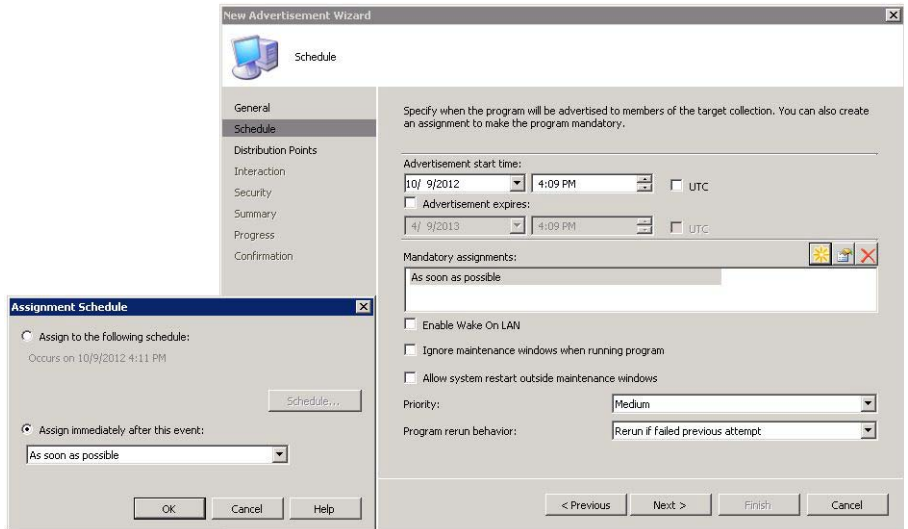 New Advertisement Wizard
Schedule
General
Schedule
Distribution Points
Interaction
Security
Summary
Progress
Confirmation
Specify when the program will be advertised to members of the target collection. You can also create
an assignment to make the program mandatory.
Advertisement start time:
10/ 9/2012 4:09 PM UTC
Advertisement expires:
4/ 9/2013 4:09 PM UTC
Mandatory assignments:
As soon as possible
Enable Wake On LAN
Ignore maintenance windows when running program
Allow system restart outside maintenance windows
Priority: Medium
Program rerun behavior: Rerun if failed previous attempt
< Previous Next > Finish Cancel
Assignment Schedule
Assign to the following schedule:
Occurs on 10/9/2012 4:11 PM
Schedule...
Assign immediately after this event:
As soon as possible
OK Cancel Help